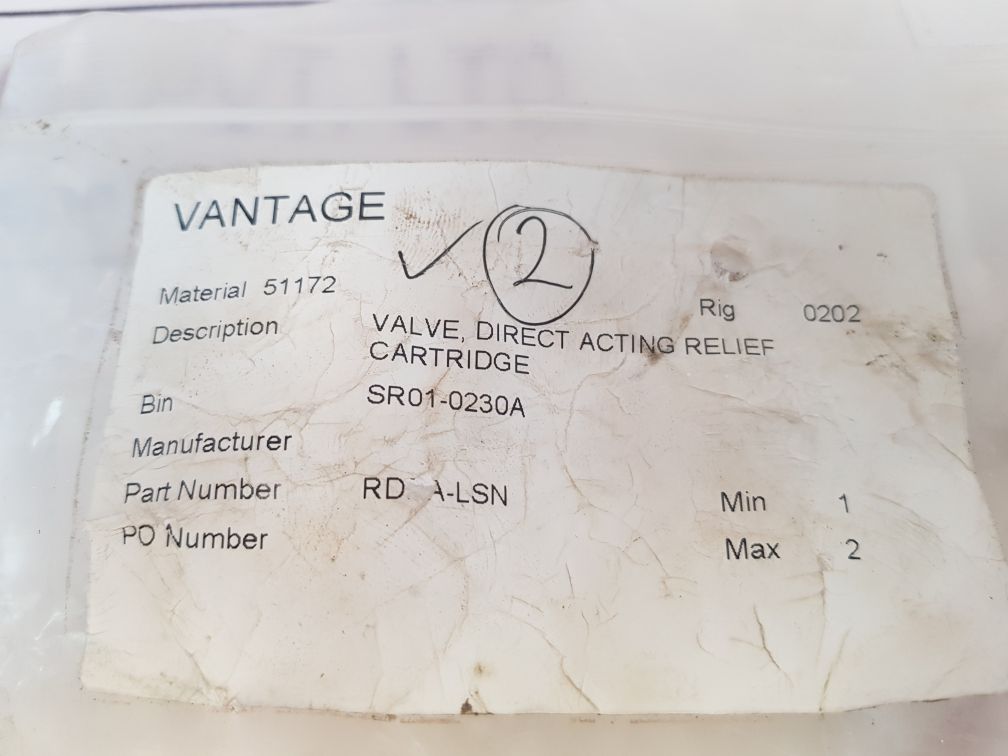 VANTAGE
✓ 2
Material 51172
Rig 0202
Description VALVE, DIRECT ACTING RELIEF
CARTRIDGE
Bin SR01-0230A
Manufacturer
Part Number
Min 1
PO Number
Max 2